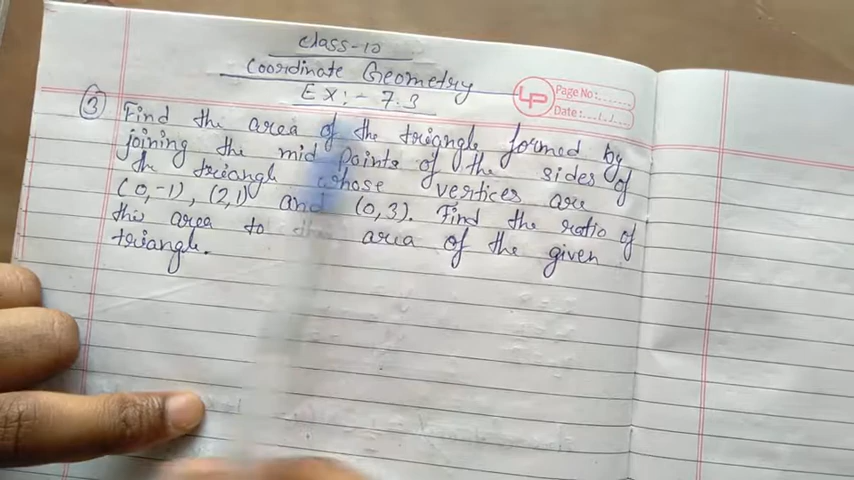 Class-10
Coordinate Geometry
Ex:- 7.3
LP
Page No:......
Date:.../.../...
③ Find the area of the triangle formed by
joining the mid points of the sides of
the triangle whose vertices are
(0,-1), (2,1) and (0,3). Find the ratio of
this area to the area of the given
triangle.